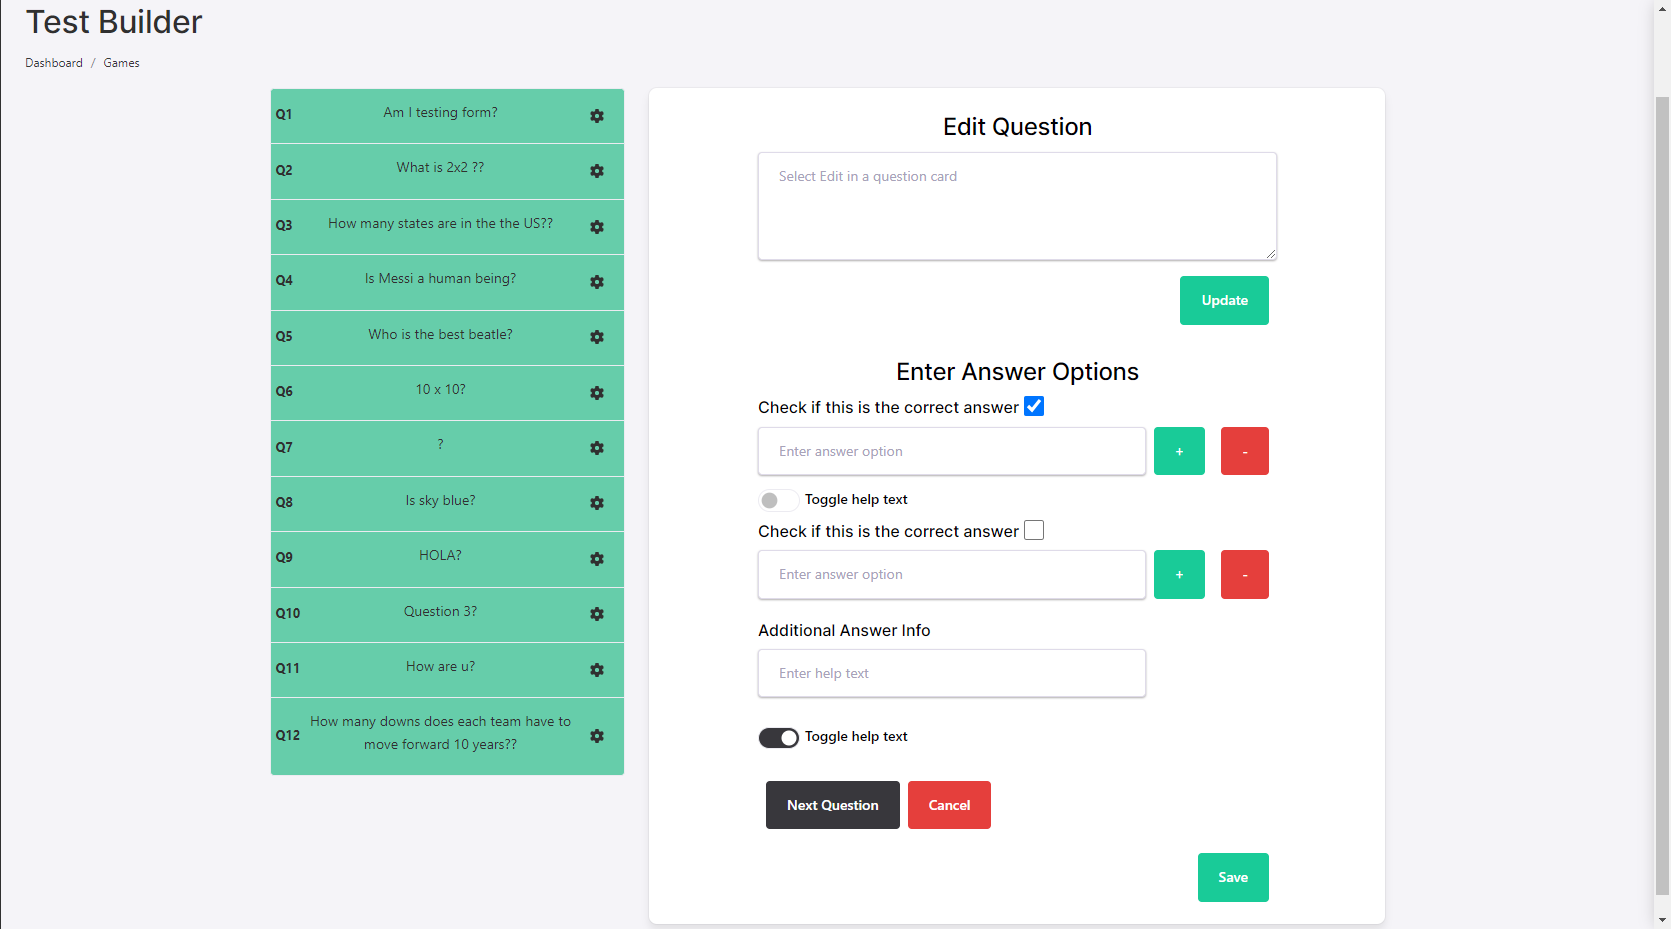 Test Builder
Dashboard / Games
Q1 Am I testing form?
Q2 What is 2x2 ??
Q3 How many states are in the the US??
Q4 Is Messi a human being?
Q5 Who is the best beatle?
Q6 10 x 10?
Q7 ?
Q8 Is sky blue?
Q9 HOLA?
Q10 Question 3?
Q11 How are u?
Q12 How many downs does each team have to
move forward 10 years??
Edit Question
Select Edit in a question card
Update
Enter Answer Options
Check if this is the correct answer
Enter answer option + -
Toggle help text
Check if this is the correct answer
Enter answer option + -
Additional Answer Info
Enter help text
Toggle help text
Next Question Cancel
Save